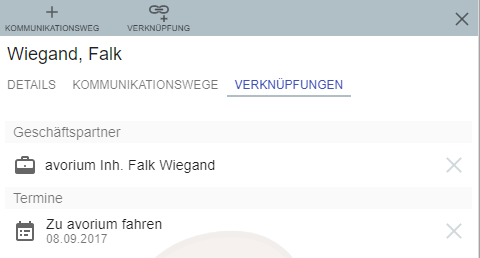 KOMMUNIKATIONSWEG VERKNÜPFUNG
Wiegand, Falk
DETAILS KOMMUNIKATIONSWEGE VERKNÜPFUNGEN
Geschäftspartner
avorium Inh. Falk Wiegand
Termine
Zu avorium fahren
08.09.2017